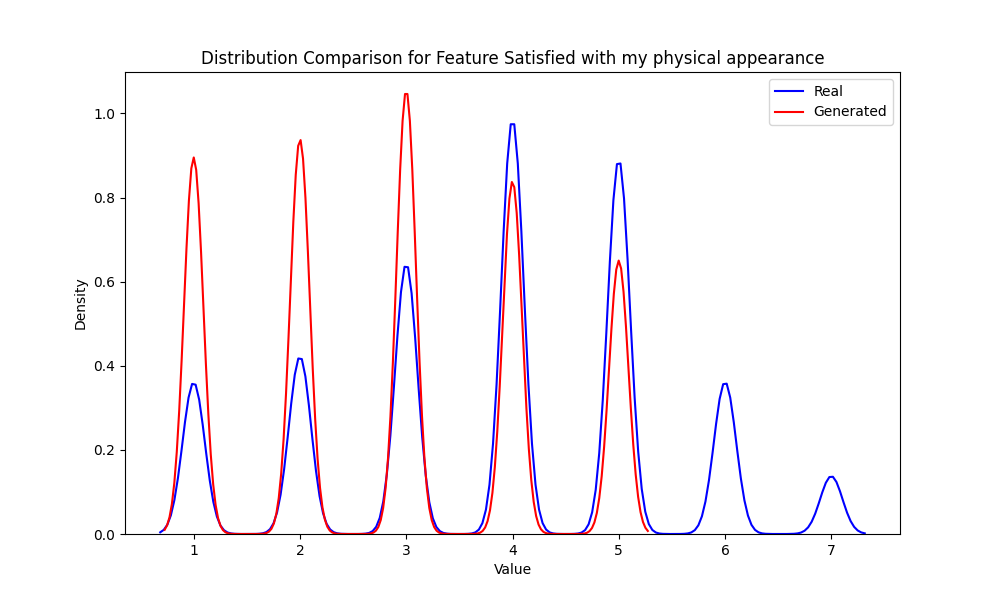 Distribution Comparison for Feature Satisfied with my physical appearance
Real
Generated
1.0
0.8
0.6
0.4
0.2
0.0
Density
1 2 3 4 5 6 7
Value